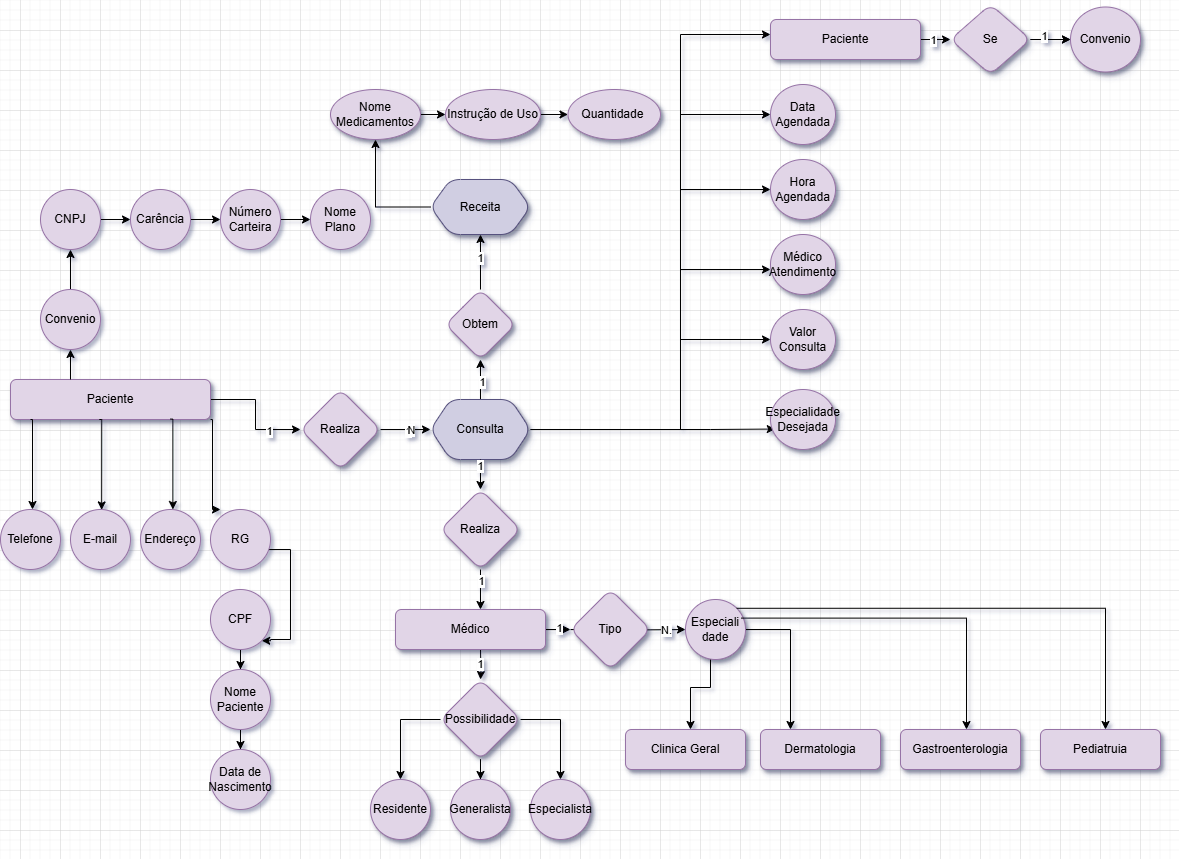 Paciente
1
Se
1
Convenio
Nome
Medicamentos
Instrução de Uso
Quantidade
Data
Agendada
Hora
Agendada
CNPJ
Carência
Número
Carteira
Nome
Plano
Receita
1
Médico
Atendimento
Convenio
Obtem
Valor
Consulta
1
Paciente
1
Realiza
N
Consulta
Especialidade
Desejada
1
Telefone
E-mail
Endereço
RG
Realiza
1
CPF
Médico
1
Tipo
N.
Especiali
dade
1
Nome
Paciente
Possibilidade
Clinica Geral
Dermatologia
Gastroenterologia
Pediatruia
Data de
Nascimento
Residente
Generalista
Especialista